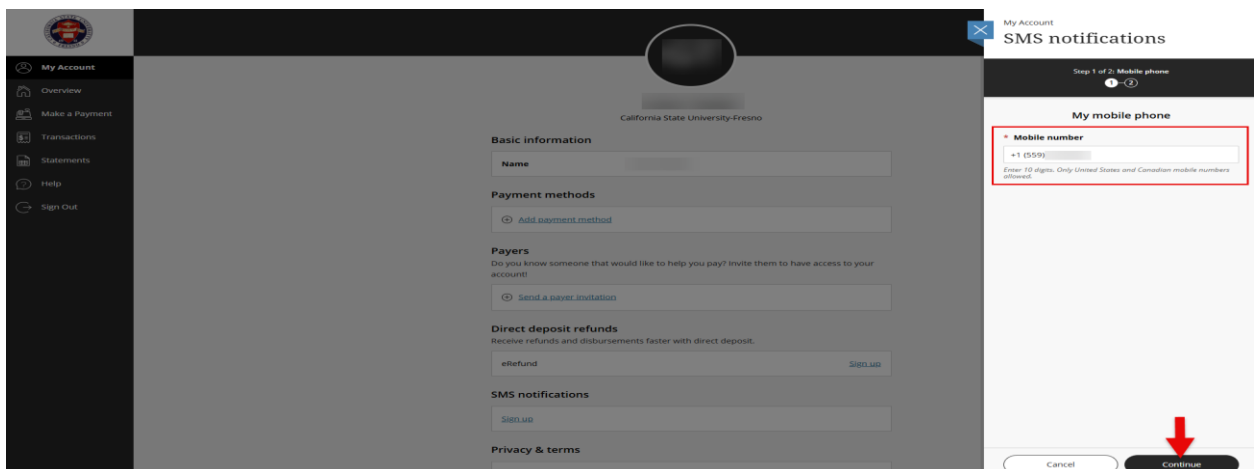 My Account
Overview
Make a Payment
Transactions
Statements
Help
Sign Out
California State University-Fresno
Basic information
Name
Payment methods
Add payment method
Payers
Do you know someone that would like to help you pay? Invite them to have access to your
account!
Send a payer invitation
Direct deposit refunds
Receive refunds and disbursements faster with direct deposit.
eRefund
Sign up
SMS notifications
Sign up
Privacy & terms
My Account
SMS notifications
Step 1 of 2: Mobile phone
1 2
My mobile phone
* Mobile number
+1 (559)
Enter 10 digits. Only United States and Canadian mobile numbers
allowed.
Cancel
Continue